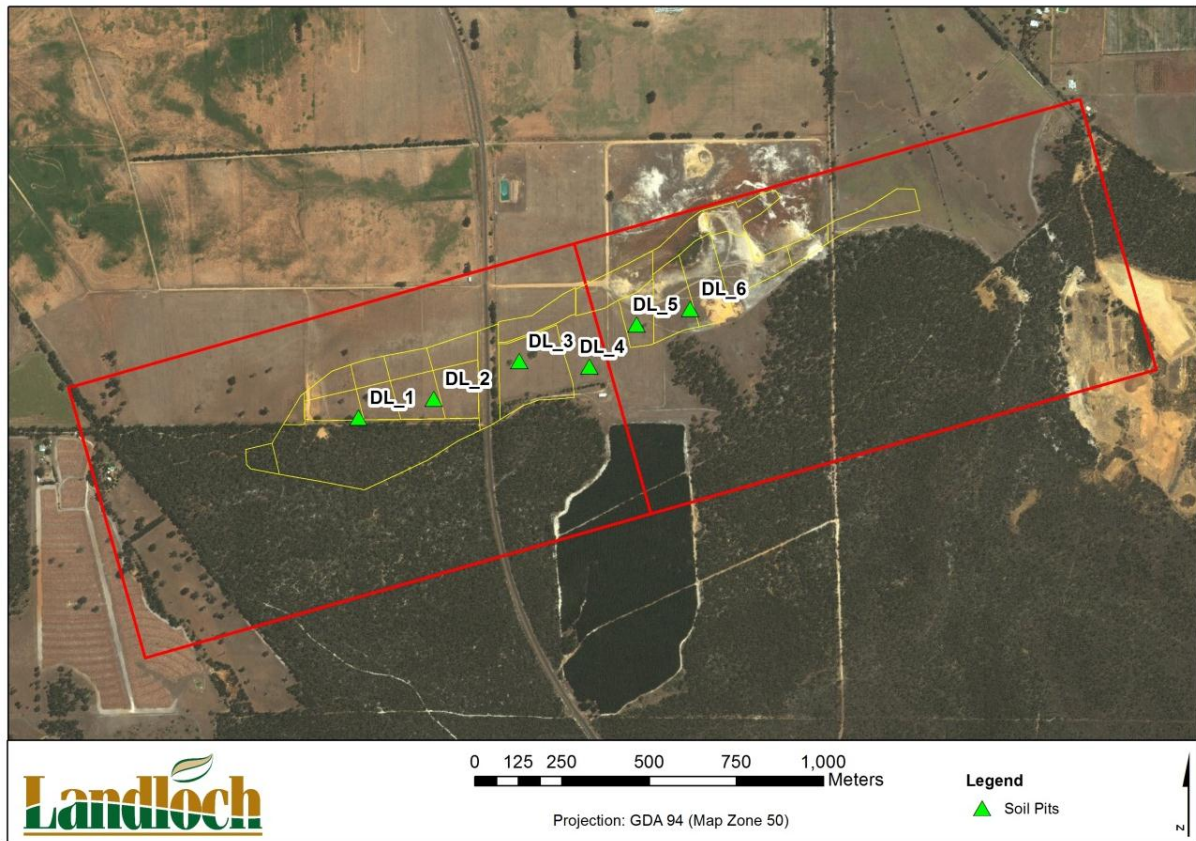 DL_6
DL_5
DL_3
DL_4
DL_2
DL_1
Landloch
0 125 250 500 750 1,000
Meters
Projection: GDA 94 (Map Zone 50)
Legend
Soil Pits
N